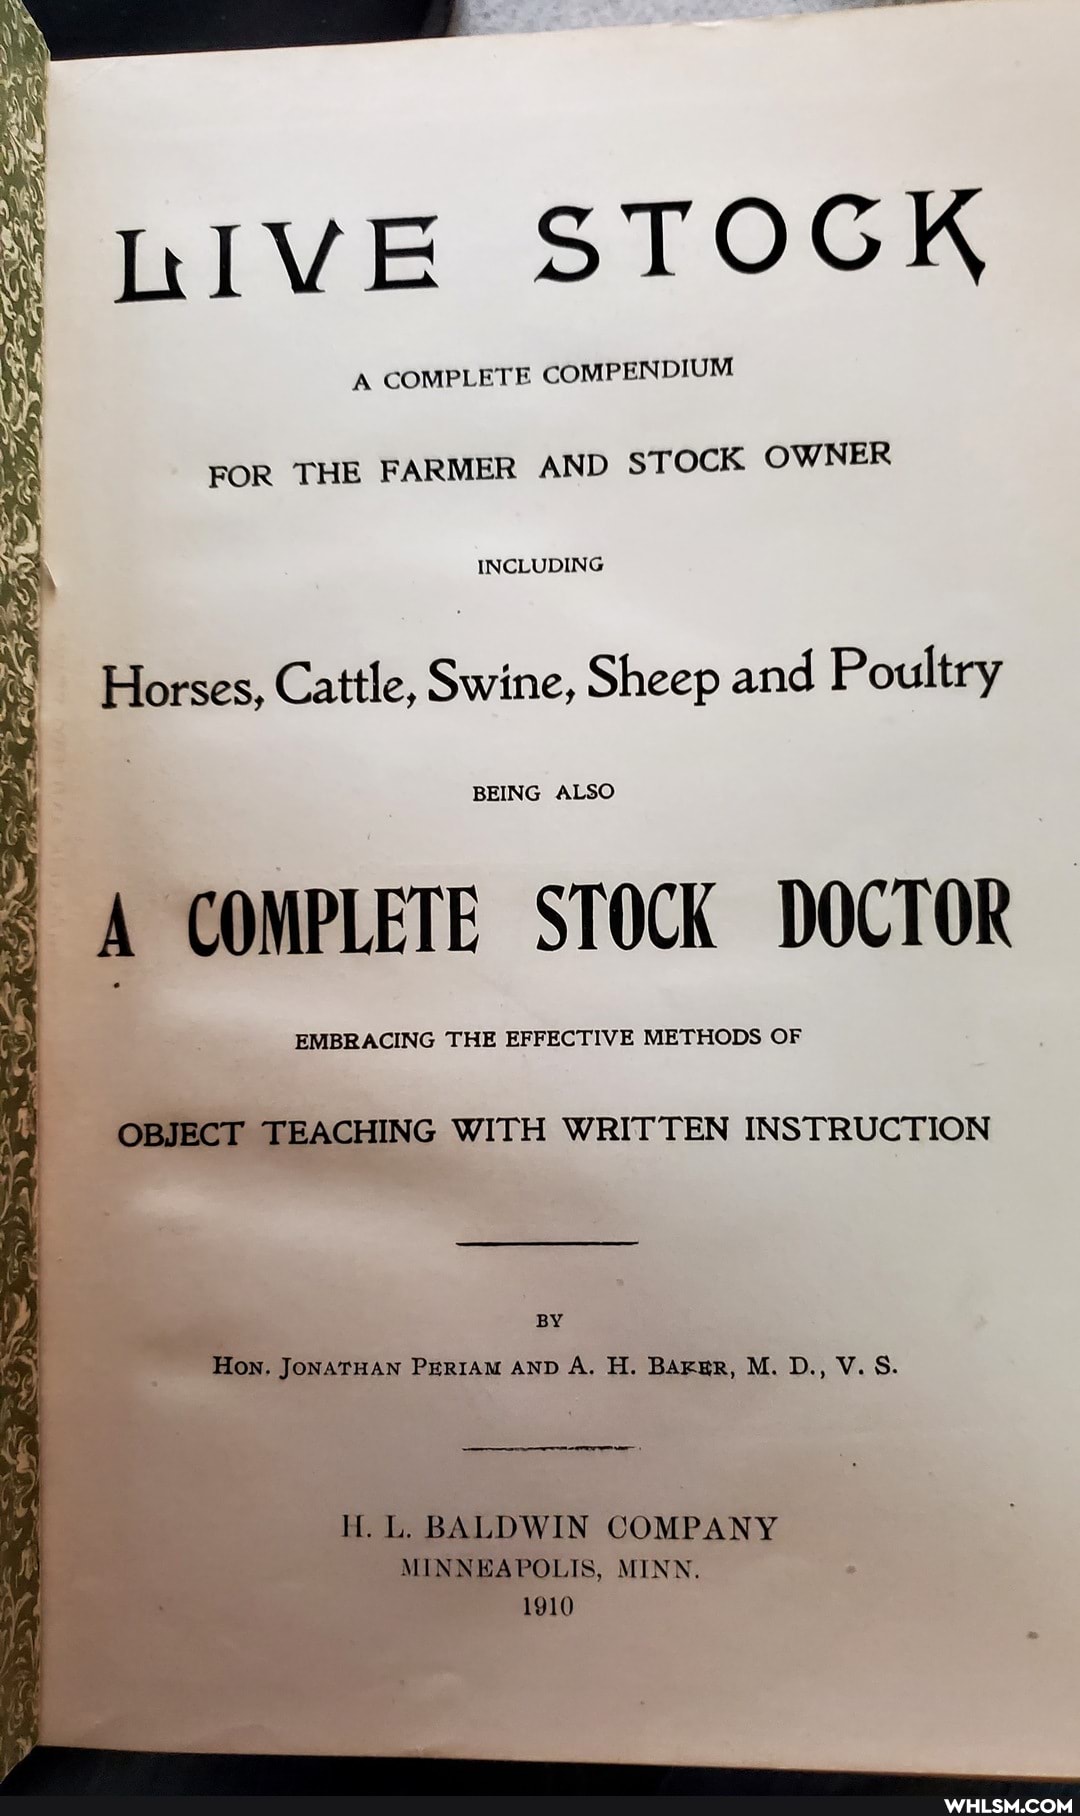 LIVE STOCK
A COMPLETE COMPENDIUM
FOR THE FARMER AND STOCK OWNER
INCLUDING
Horses, Cattle, Swine, Sheep and Poultry
BEING ALSO
A COMPLETE STOCK DOCTOR
EMBRACING THE EFFECTIVE METHODS OF
OBJECT TEACHING WITH WRITTEN INSTRUCTION
BY
HON. JONATHAN PERIAM AND A. H. BAKER, M. D., V. S.
H. L. BALDWIN COMPANY
MINNEAPOLIS, MINN.
1910
WHLSM.COM